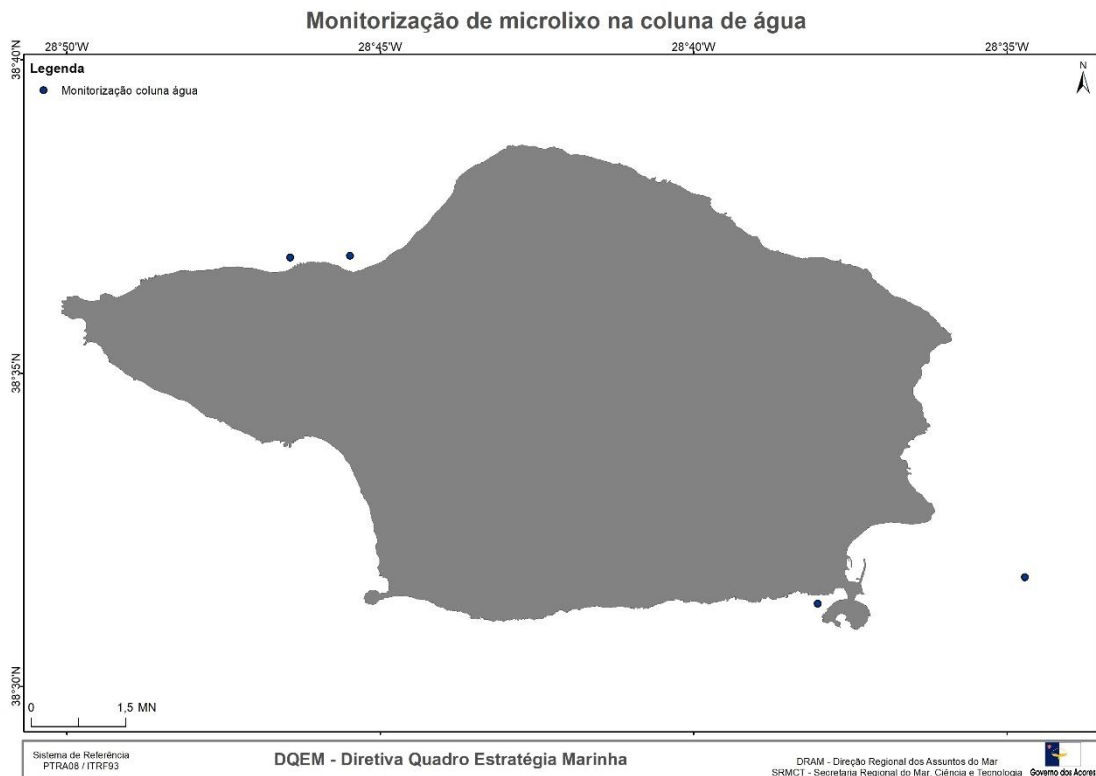 Monitorização de microlixo na coluna de água
28°50'W 28°45'W 28°40'W 28°35'W
38°40'N
Legenda
Monitorização coluna água
N
38°35'N
38°30'N
0 1,5 MN
Sistema de Referência
PTRA08 / ITRF93
DQEM - Diretiva Quadro Estratégia Marinha
DRAM - Direção Regional dos Assuntos do Mar
SRMCT - Secretaria Regional do Mar, Ciência e Tecnologia
Governo dos Açores